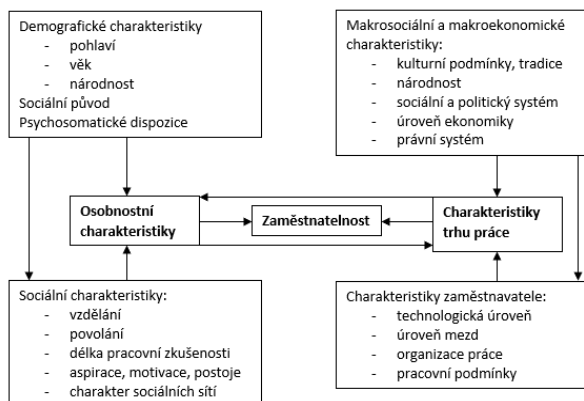 Demografické charakteristiky
- pohlaví
- věk
- národnost
Sociální původ
Psychosomatické dispozice
Makrosociální a makroekonomické
charakteristiky:
- kulturní podmínky, tradice
- národnost
- sociální a politický systém
- úroveň ekonomiky
- právní systém
Osobnostní
charakteristiky
Zaměstnatelnost
Charakteristiky
trhu práce
Sociální charakteristiky:
- vzdělání
- povolání
- délka pracovní zkušenosti
- aspirace, motivace, postoje
- charakter sociálních sítí
Charakteristiky zaměstnavatele:
- technologická úroveň
- úroveň mezd
- organizace práce
- pracovní podmínky